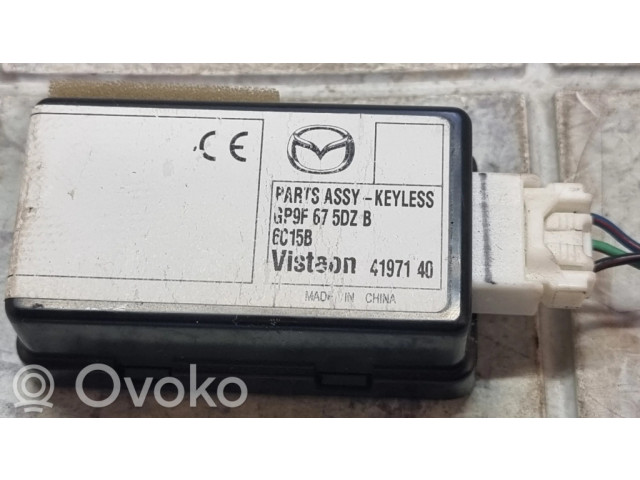 CE
PARTS ASSY - KEYLESS
GP9F 67 5DZ B
6C15B
Visteon 41971 40
MADE IN CHINA
Ovoko